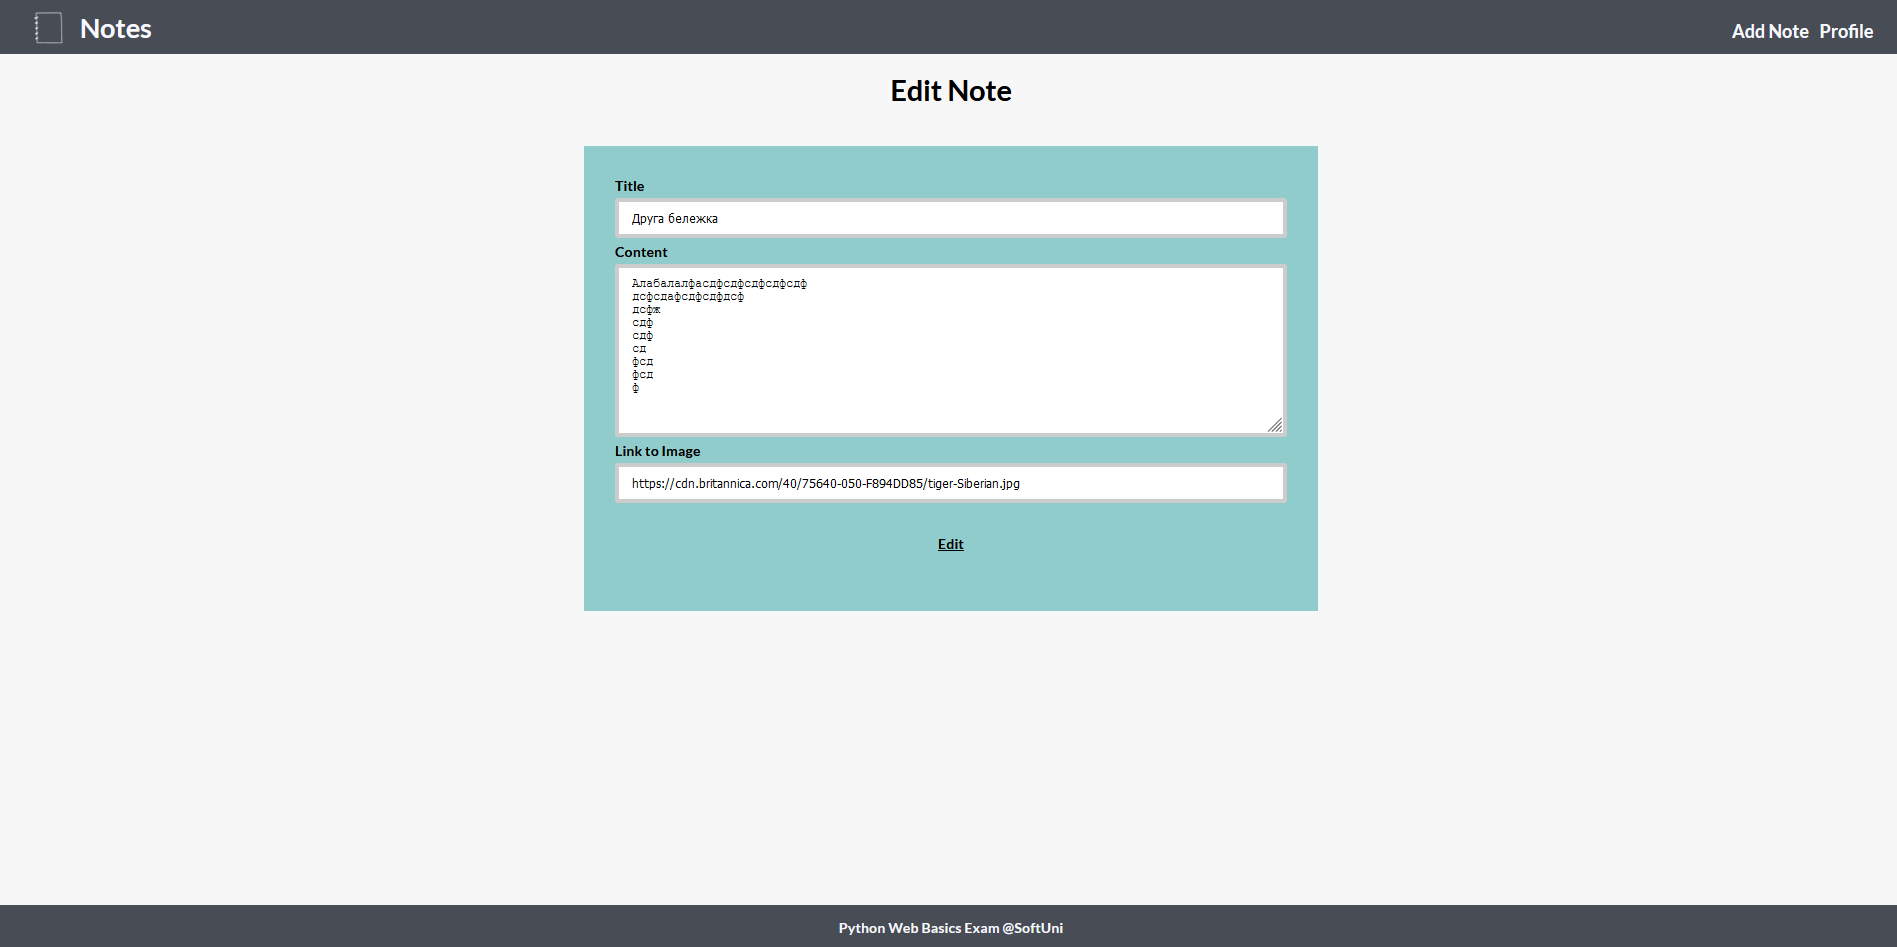 Notes
Add Note Profile
Edit Note
Title
Друга бележка
Content
Алабалалфасдфсдфсдфсдфсдф
дсфсдафсдфсдфдсф
дсфж
сдф
сдф
сд
фсд
фсд
ф
Link to Image
https://cdn.britannica.com/40/75640-050-F894DD85/tiger-Siberian.jpg
Edit
Python Web Basics Exam @SoftUni